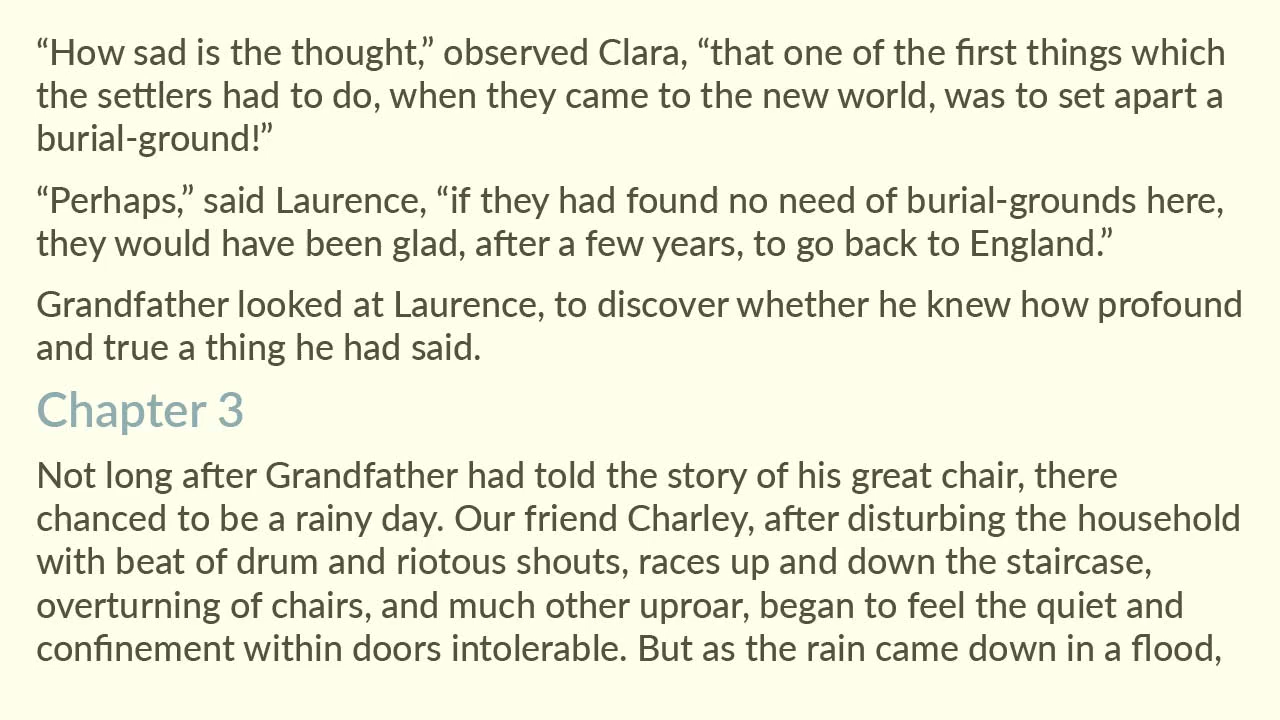 “How sad is the thought,” observed Clara, “that one of the first things which
the settlers had to do, when they came to the new world, was to set apart a
burial-ground!”
“Perhaps,” said Laurence, “if they had found no need of burial-grounds here,
they would have been glad, after a few years, to go back to England.”
Grandfather looked at Laurence, to discover whether he knew how profound
and true a thing he had said.
Chapter 3
Not long after Grandfather had told the story of his great chair, there
chanced to be a rainy day. Our friend Charley, after disturbing the household
with beat of drum and riotous shouts, races up and down the staircase,
overturning of chairs, and much other uproar, began to feel the quiet and
confinement within doors intolerable. But as the rain came down in a flood,